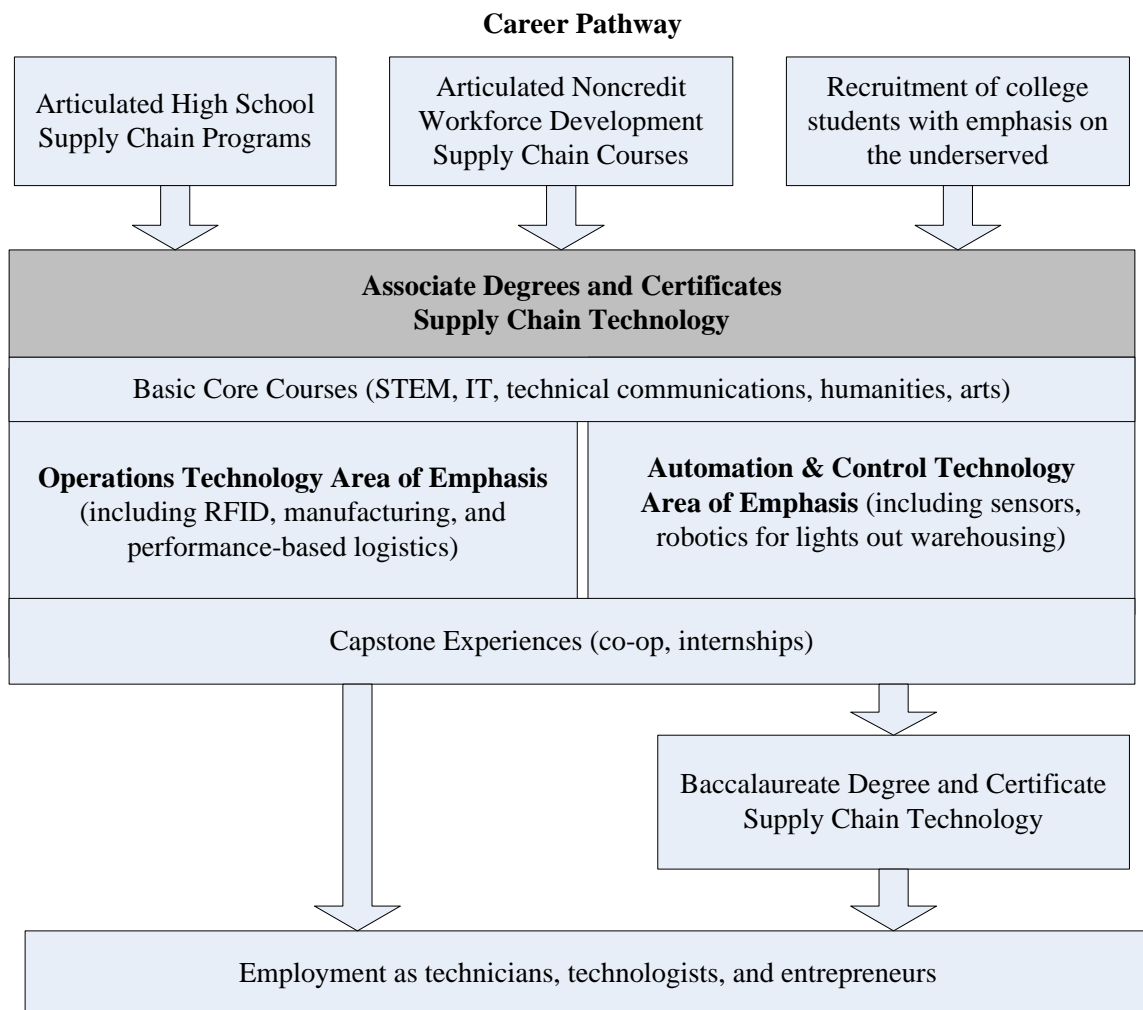 Career Pathway
Articulated High School
Supply Chain Programs
Articulated Noncredit
Workforce Development
Supply Chain Courses
Recruitment of college
students with emphasis on
the underserved
Associate Degrees and Certificates
Supply Chain Technology
Basic Core Courses (STEM, IT, technical communications, humanities, arts)
Operations Technology Area of Emphasis
(including RFID, manufacturing, and
performance-based logistics)
Automation & Control Technology
Area of Emphasis (including sensors,
robotics for lights out warehousing)
Capstone Experiences (co-op, internships)
Baccalaureate Degree and Certificate
Supply Chain Technology
Employment as technicians, technologists, and entrepreneurs